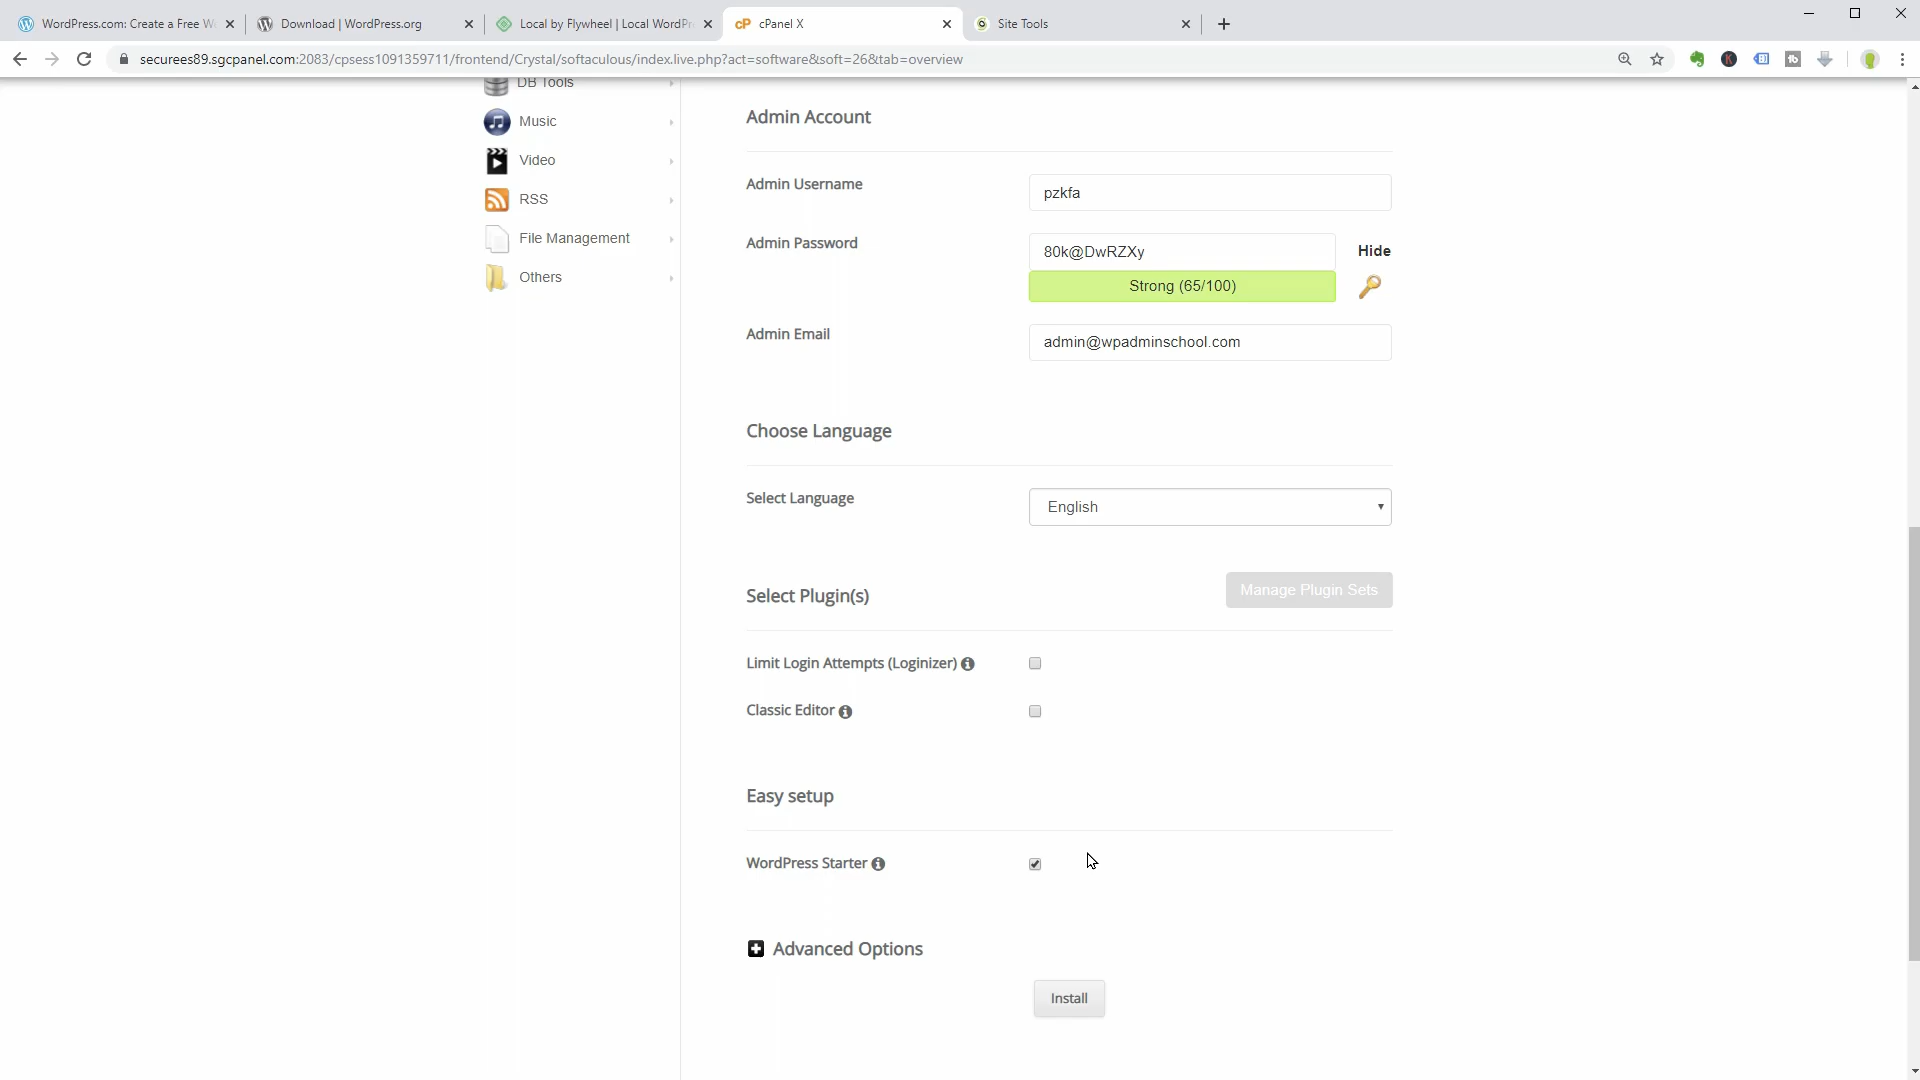 WordPress.com: Create a Free W
Download | WordPress.org
Local by Flywheel | Local WordPr
cP cPanel X
Site Tools
securees89.sgcpanel.com:2083/cpsess1091359711/frontend/Crystal/softaculous/index.live.php?act=software&soft=26&tab=overview
DB Tools
Music
Video
RSS
File Management
Others
Admin Account
Admin Username
pzkfa
Admin Password
80k@DwRZXy
Hide
Strong (65/100)
Admin Email
admin@wpadminschool.com
Choose Language
Select Language
English
Select Plugin(s)
Manage Plugin Sets
Limit Login Attempts (Loginizer)
Classic Editor
Easy setup
WordPress Starter
Advanced Options
Install